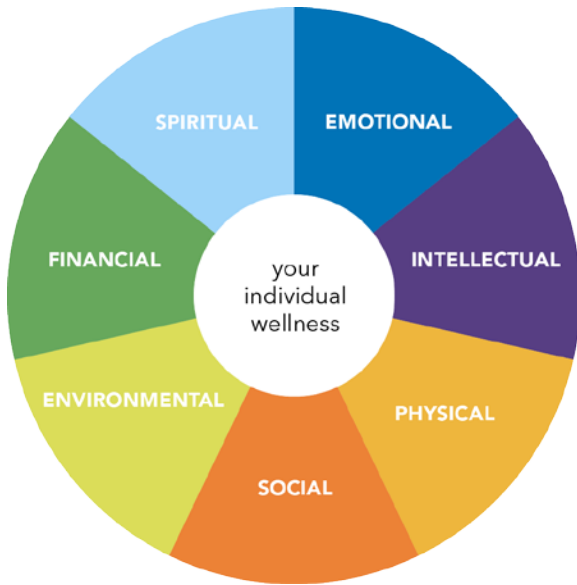 SPIRITUAL
EMOTIONAL
FINANCIAL
your
individual
wellness
INTELLECTUAL
ENVIRONMENTAL
PHYSICAL
SOCIAL